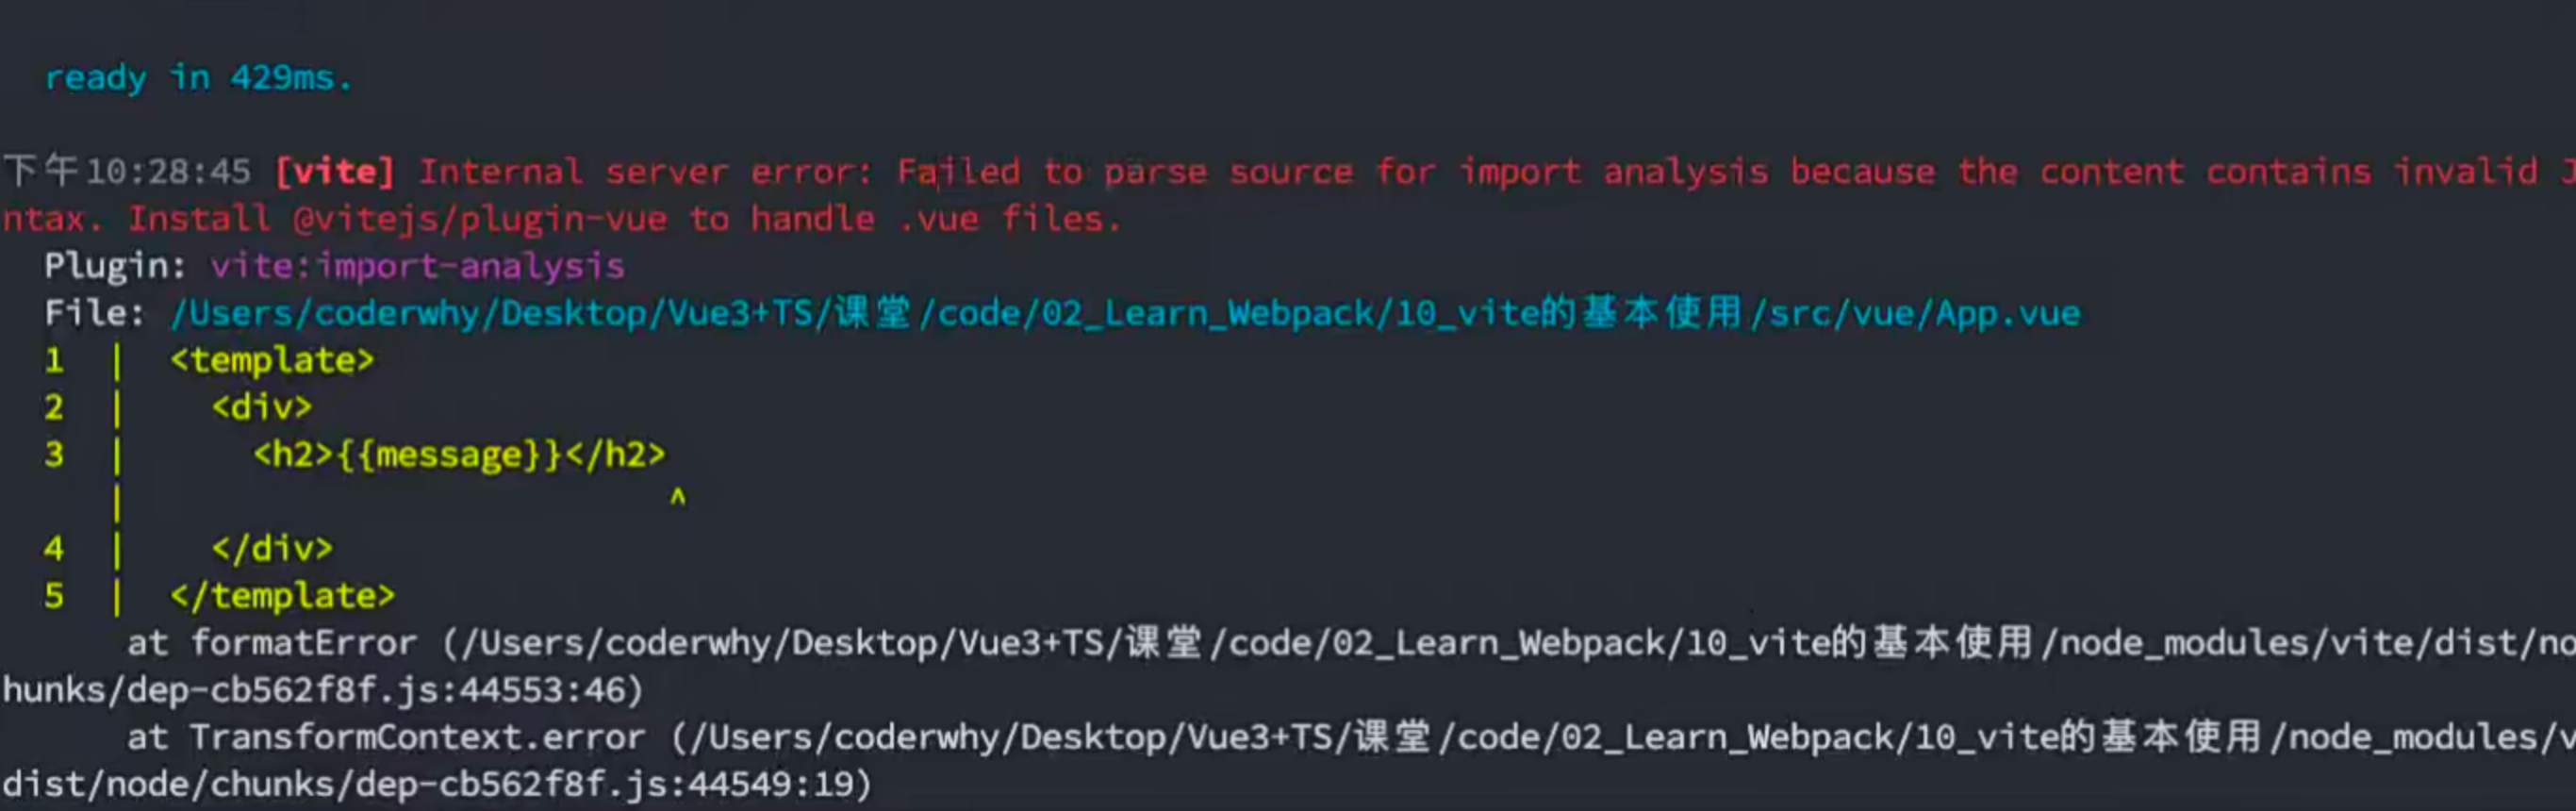 ready in 429ms.
下午10:28:45 [vite] Internal server error: Failed to parse source for import analysis because the content contains invalid J
ntax. Install @vitejs/plugin-vue to handle .vue files.
Plugin: vite:import-analysis
File: /Users/coderwhy/Desktop/Vue3+TS/课堂/code/02_Learn_Webpack/10_vite的基本使用/src/vue/App.vue
1 | <template>
2 | <div>
3 | <h2>{{message}}</h2>
| ^
4 | </div>
5 | </template>
at formatError (/Users/coderwhy/Desktop/Vue3+TS/课堂/code/02_Learn_Webpack/10_vite的基本使用/node_modules/vite/dist/no
hunks/dep-cb562f8f.js:44553:46)
at TransformContext.error (/Users/coderwhy/Desktop/Vue3+TS/课堂/code/02_Learn_Webpack/10_vite的基本使用/node_modules/v
dist/node/chunks/dep-cb562f8f.js:44549:19)